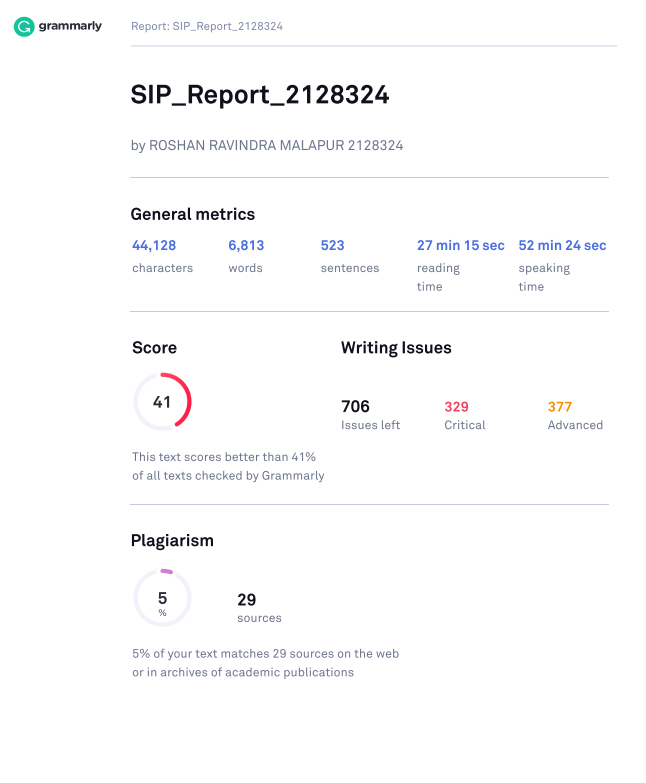 grammarly
Report: SIP_Report_2128324
SIP_Report_2128324
by ROSHAN RAVINDRA MALAPUR 2128324
General metrics
44,128 6,813 523 27 min 15 sec 52 min 24 sec
characters words sentences reading speaking
time time
Score Writing Issues
41 706 329 377
Issues left Critical Advanced
This text scores better than 41%
of all texts checked by Grammarly
Plagiarism
5 29
% sources
5% of your text matches 29 sources on the web
or in archives of academic publications